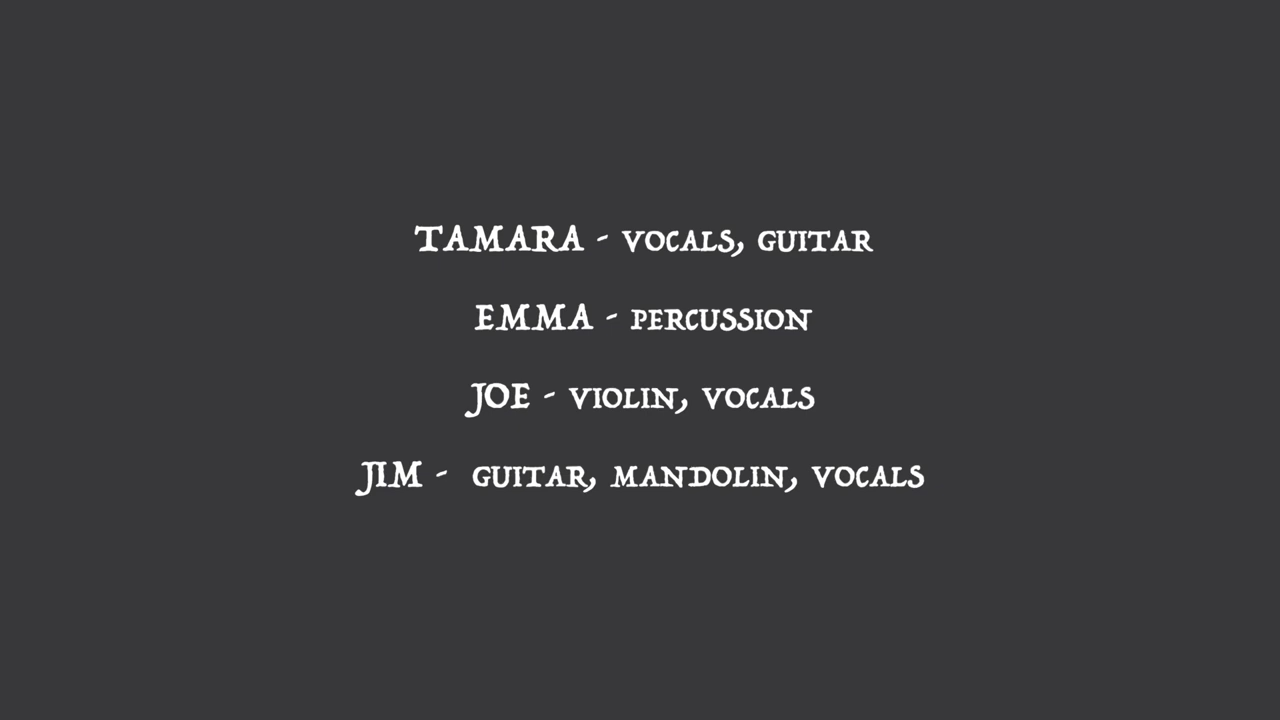 TAMARA - VOCALS, GUITAR
EMMA - PERCUSSION
JOE - VIOLIN, VOCALS
JIM - GUITAR, MANDOLIN, VOCALS